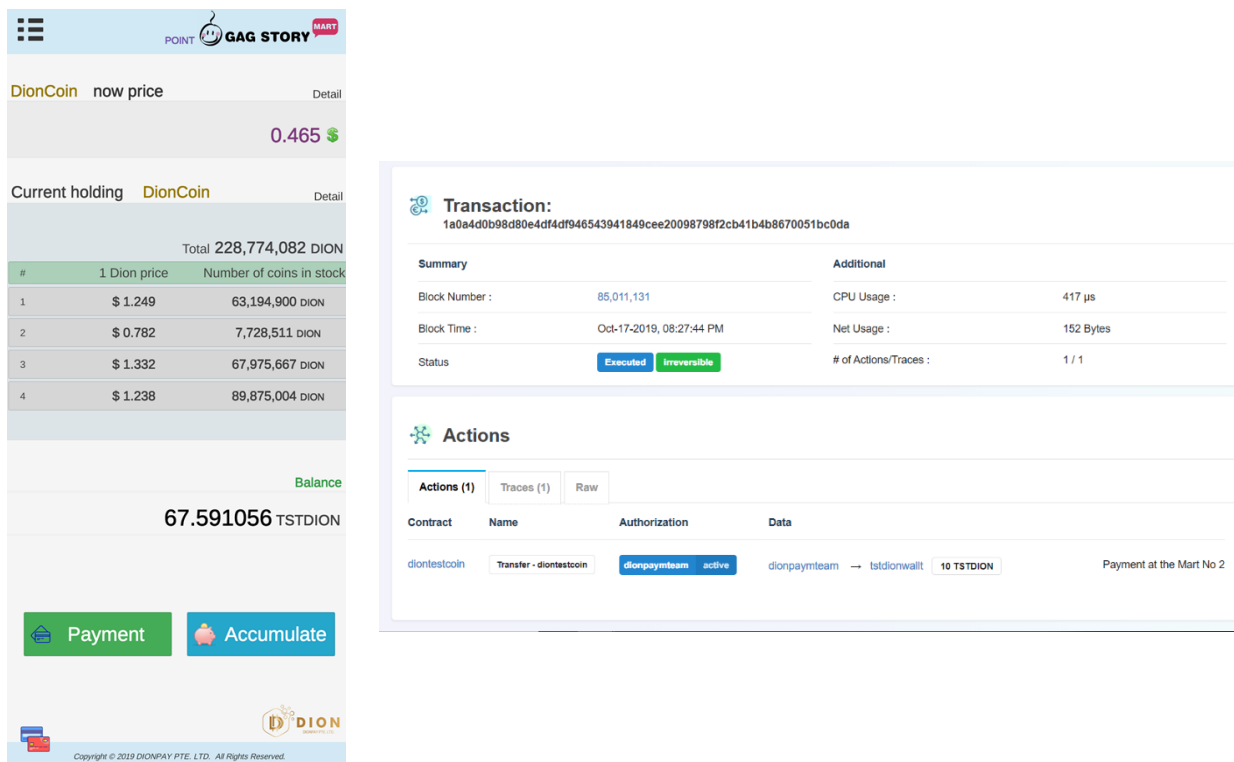 POINT GAG STORY MART
DionCoin now price Detail
0.465
Current holding DionCoin Detail
Total 228,774,082 DION
# 1 Dion price Number of coins in stock
1 $ 1.249 63,194,900 DION
2 $ 0.782 7,728,511 DION
3 $ 1.332 67,975,667 DION
4 $ 1.238 89,875,004 DION
Balance
67.591056 TSTDION
Payment Accumulate
DION
Copyright © 2019 DIONPAY PTE. LTD. All Rights Reserved.
Transaction:
1a0a4d0b98d80e4df4df946543941849cee20098798f2cb41b4b8670051bc0da
Summary Additional
Block Number : 85,011,131 CPU Usage : 417 µs
Block Time : Oct-17-2019, 08:27:44 PM Net Usage : 152 Bytes
Status Executed Irreversible # of Actions/Traces : 1 / 1
Actions
Actions (1) Traces (1) Raw
Contract Name Authorization Data
diontestcoin Transfer - diontestcoin dionpaymteam active dionpaymteam → tstdionwallt 10 TSTDION Payment at the Mart No 2